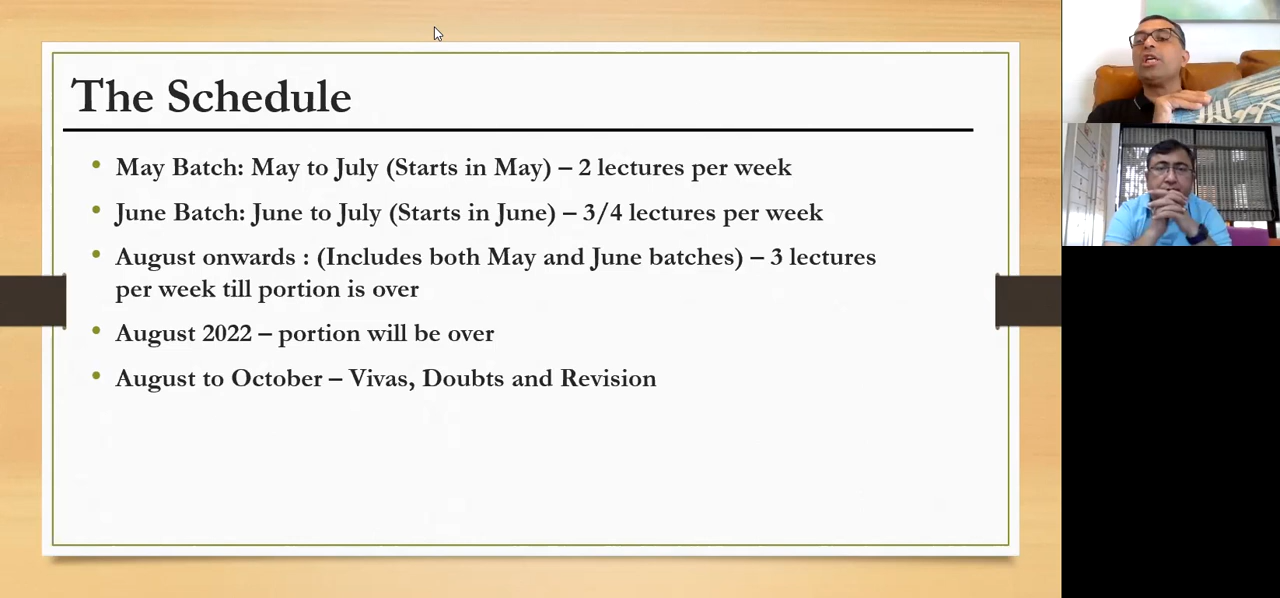 The Schedule
• May Batch: May to July (Starts in May) – 2 lectures per week
• June Batch: June to July (Starts in June) – 3/4 lectures per week
• August onwards : (Includes both May and June batches) – 3 lectures
per week till portion is over
• August 2022 – portion will be over
• August to October – Vivas, Doubts and Revision